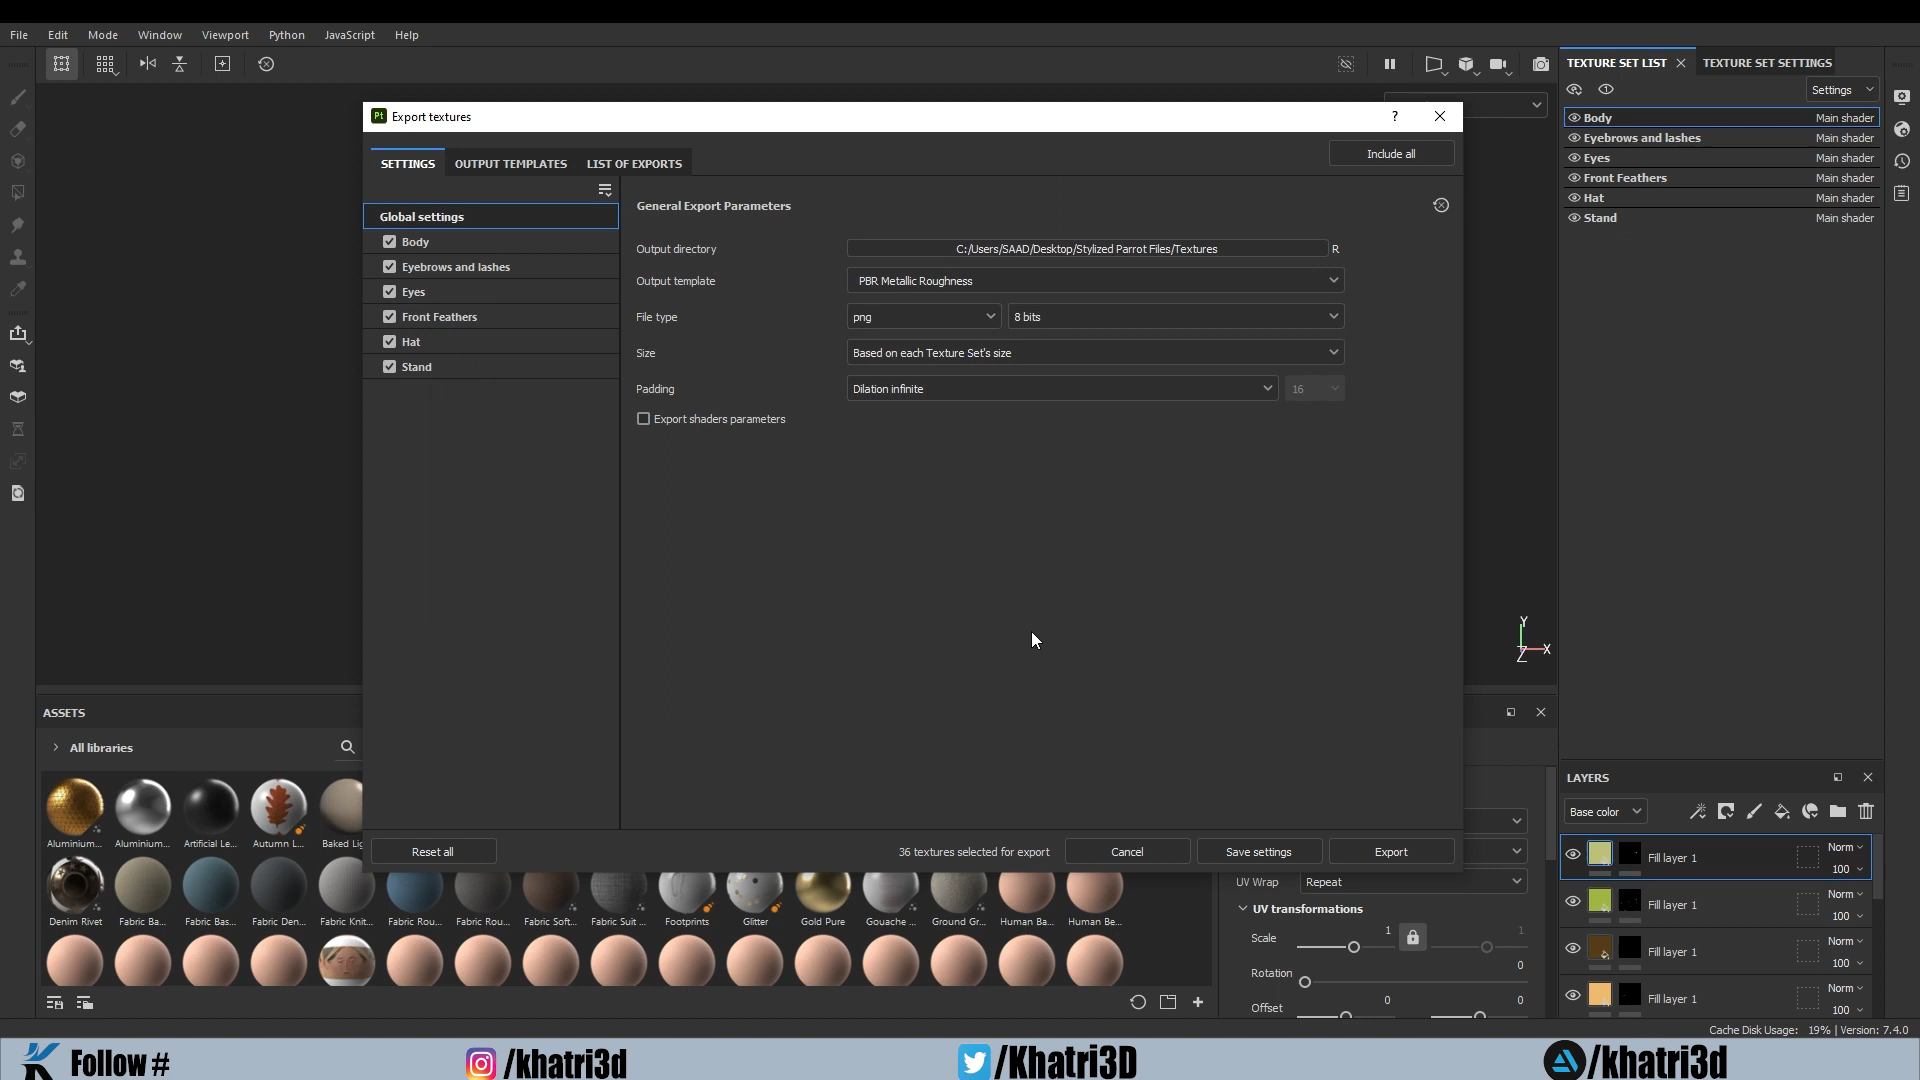 File Edit Mode Window Viewport Python JavaScript Help
TEXTURE SET LIST TEXTURE SET SETTINGS
Settings
Body Main shader
Eyebrows and lashes Main shader
Eyes Main shader
Front Feathers Main shader
Hat Main shader
Stand Main shader
Pt Export textures ?
SETTINGS OUTPUT TEMPLATES LIST OF EXPORTS Include all
Global settings
Body
Eyebrows and lashes
Eyes
Front Feathers
Hat
Stand
General Export Parameters
Output directory C:/Users/SAAD/Desktop/Stylized Parrot Files/Textures R
Output template PBR Metallic Roughness
File type png 8 bits
Size Based on each Texture Set's size
Padding Dilation infinite 16
Export shaders parameters
Reset all 36 textures selected for export Cancel Save settings Export
Y
X
Z
ASSETS
All libraries
Aluminium... Aluminium... Artificial Le... Autumn L... Baked Lig
Denim Rivet Fabric Ba... Fabric Bas... Fabric Den... Fabric Knit... Fabric Rou... Fabric Rou... Fabric Soft... Fabric Suit ... Footprints Glitter Gold Pure Gouache ... Ground Gr... Human Ba... Human Be...
UV Wrap Repeat
UV transformations
Scale 1 1
Rotation 0
Offset 0 0
LAYERS
Base color
Fill layer 1 Norm 100
Fill layer 1 Norm 100
Fill layer 1 Norm 100
Fill layer 1 Norm 100
Cache Disk Usage: 19% | Version: 7.4.0
Follow # /khatri3d /Khatri3D /khatri3d